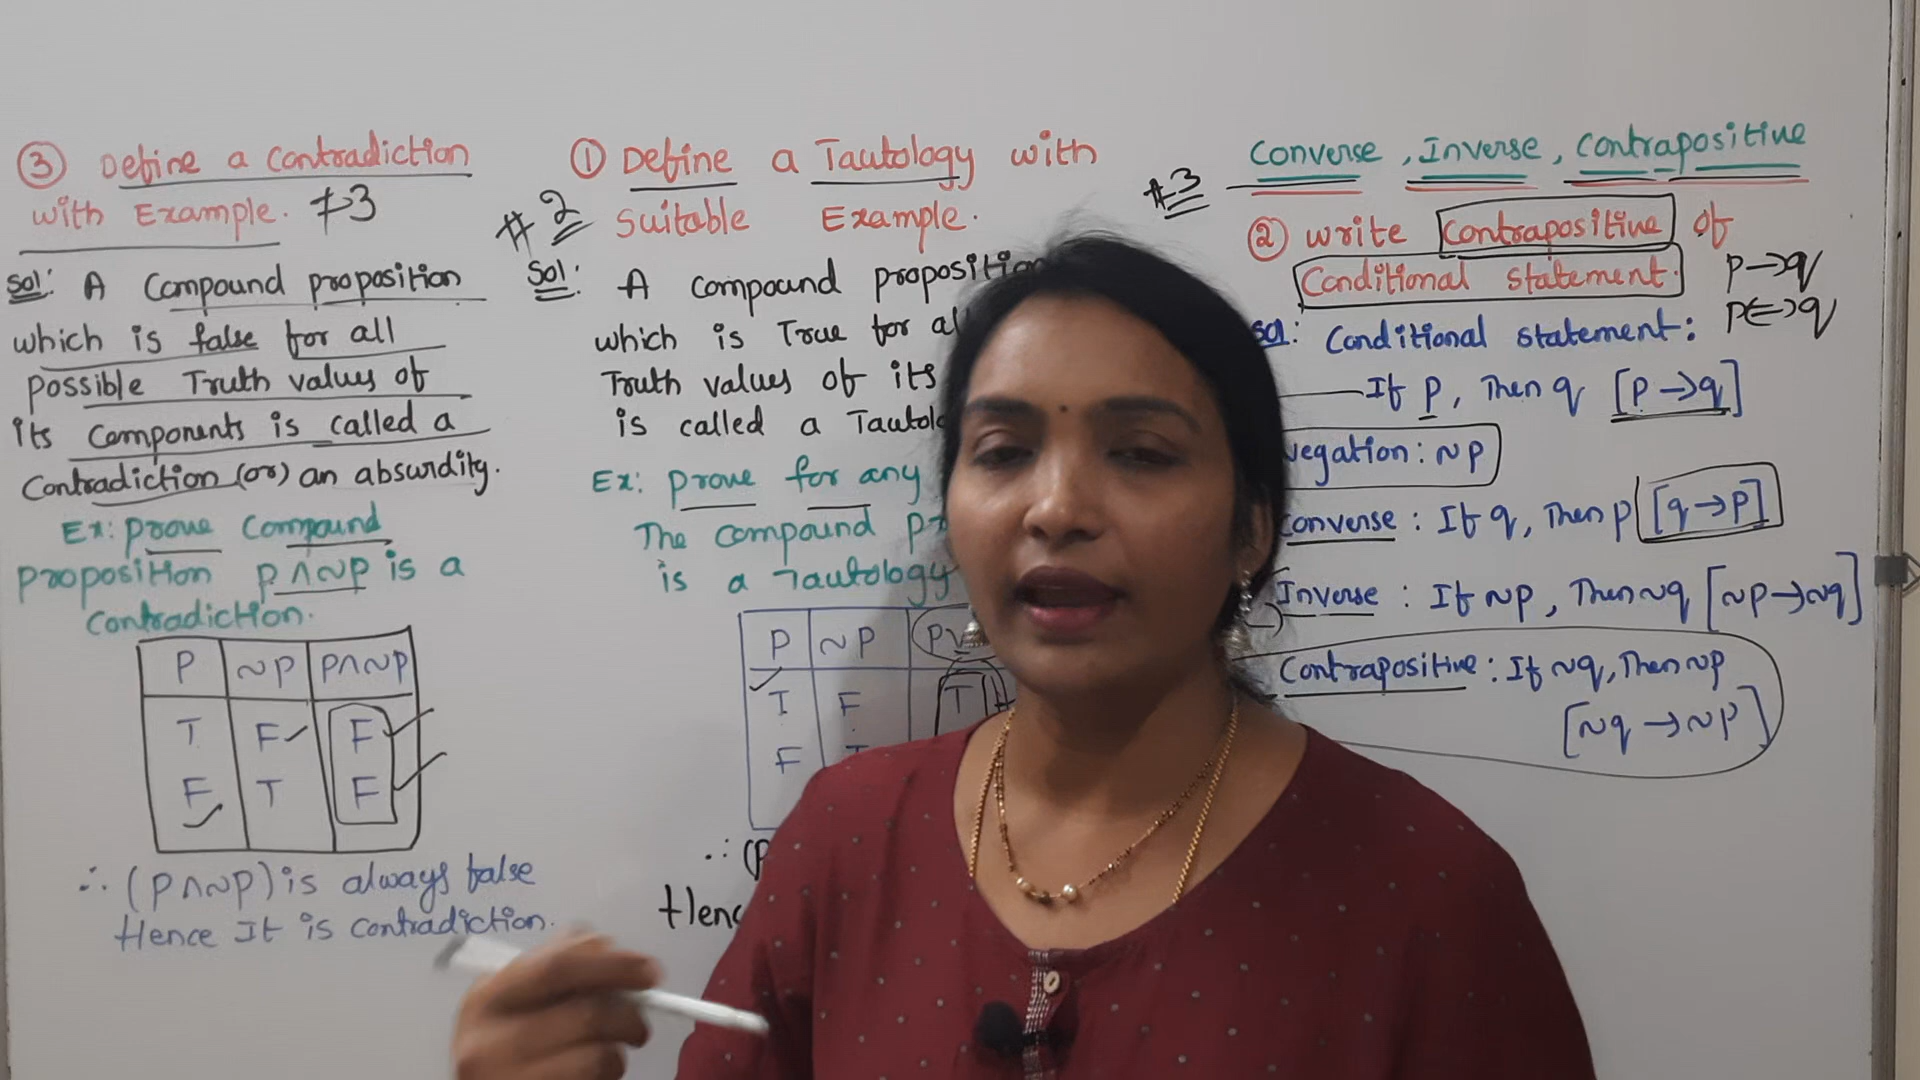 ③ Define a Contradiction
with Example. #3
Sol: A Compound proposition
which is false for all
possible Truth values of
its components is called a
Contradiction (or) an absurdity.
Ex: prove Compound
proposition p∧~p is a
Contradiction.
P ~P P∧~P
T F F
F T F
∴ (P∧~P) is always false
Hence It is contradiction.
① Define a Tautology with
#2 Suitable Example.
Sol: A compound proposition
which is True for al
Truth values of its
is called a Tautolo
Ex: prove for any
The compound pr
is a Tautology
P ~P P∨
T F T
F T
∴ (P
Hence
Converse, Inverse, Contrapositive
#3
② write Contrapositive of
Conditional statement. P→q
P⟷q
Sol: Conditional statement:
If P, Then q [P→q]
Negation: ~P
Converse: If q, Then P [q→P]
Inverse: If ~P, Then ~q [~P→~q]
Contrapositive: If ~q, Then ~P
[~q→~P]